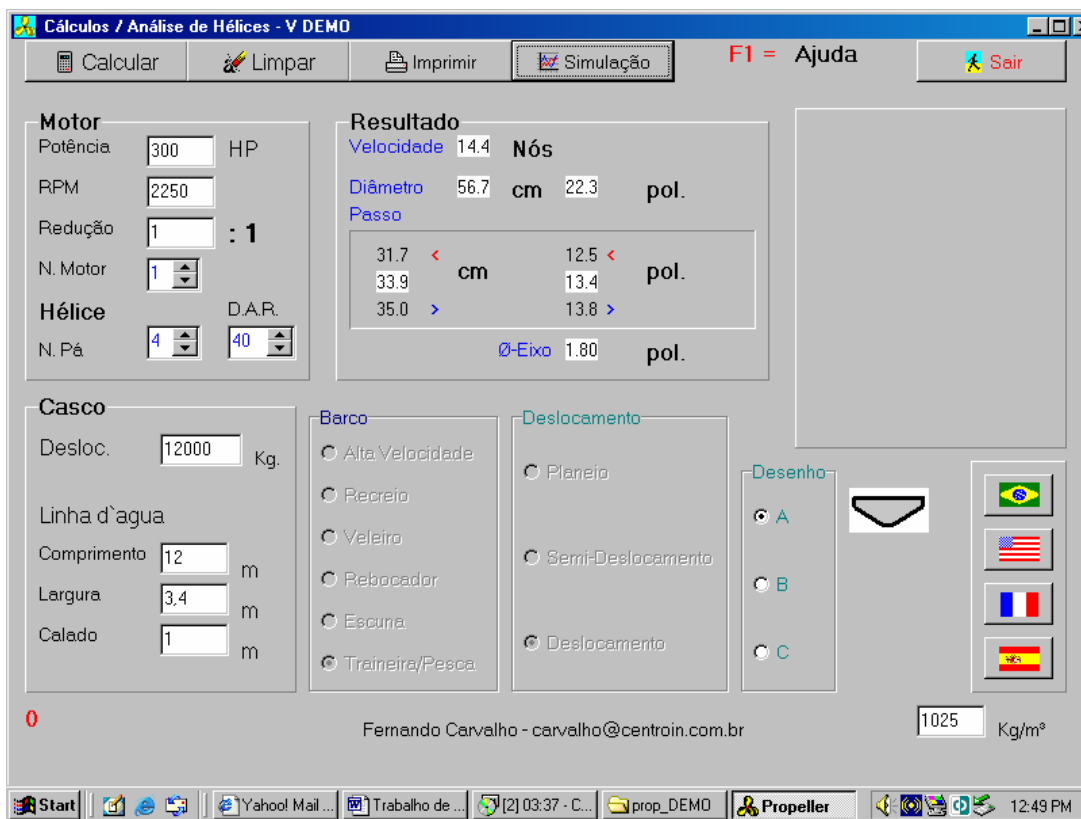 Cálculos / Análise de Hélices - V DEMO
Calcular Limpar Imprimir Simulação F1 = Ajuda Sair
Motor
Potência 300 HP
RPM 2250
Redução 1 : 1
N. Motor 1
Hélice D.A.R.
N. Pá 4 40
Resultado
Velocidade 14.4 Nós
Diâmetro 56.7 cm 22.3 pol.
Passo
31.7 < 12.5 <
33.9 cm 13.4 pol.
35.0 > 13.8 >
Ø-Eixo 1.80 pol.
Casco
Desloc. 12000 Kg.
Linha d`agua
Comprimento 12 m
Largura 3,4 m
Calado 1 m
Barco
Alta Velocidade
Recreio
Veleiro
Rebocador
Escuna
Traineira/Pesca
Deslocamento
Planeio
Semi-Deslocamento
Deslocamento
Desenho
A
B
C
0
Fernando Carvalho - carvalho@centroin.com.br
1025 Kg/m³
Start Yahoo! Mail ... Trabalho de ... [2] 03:37 - C... prop_DEMO Propeller 12:49 PM